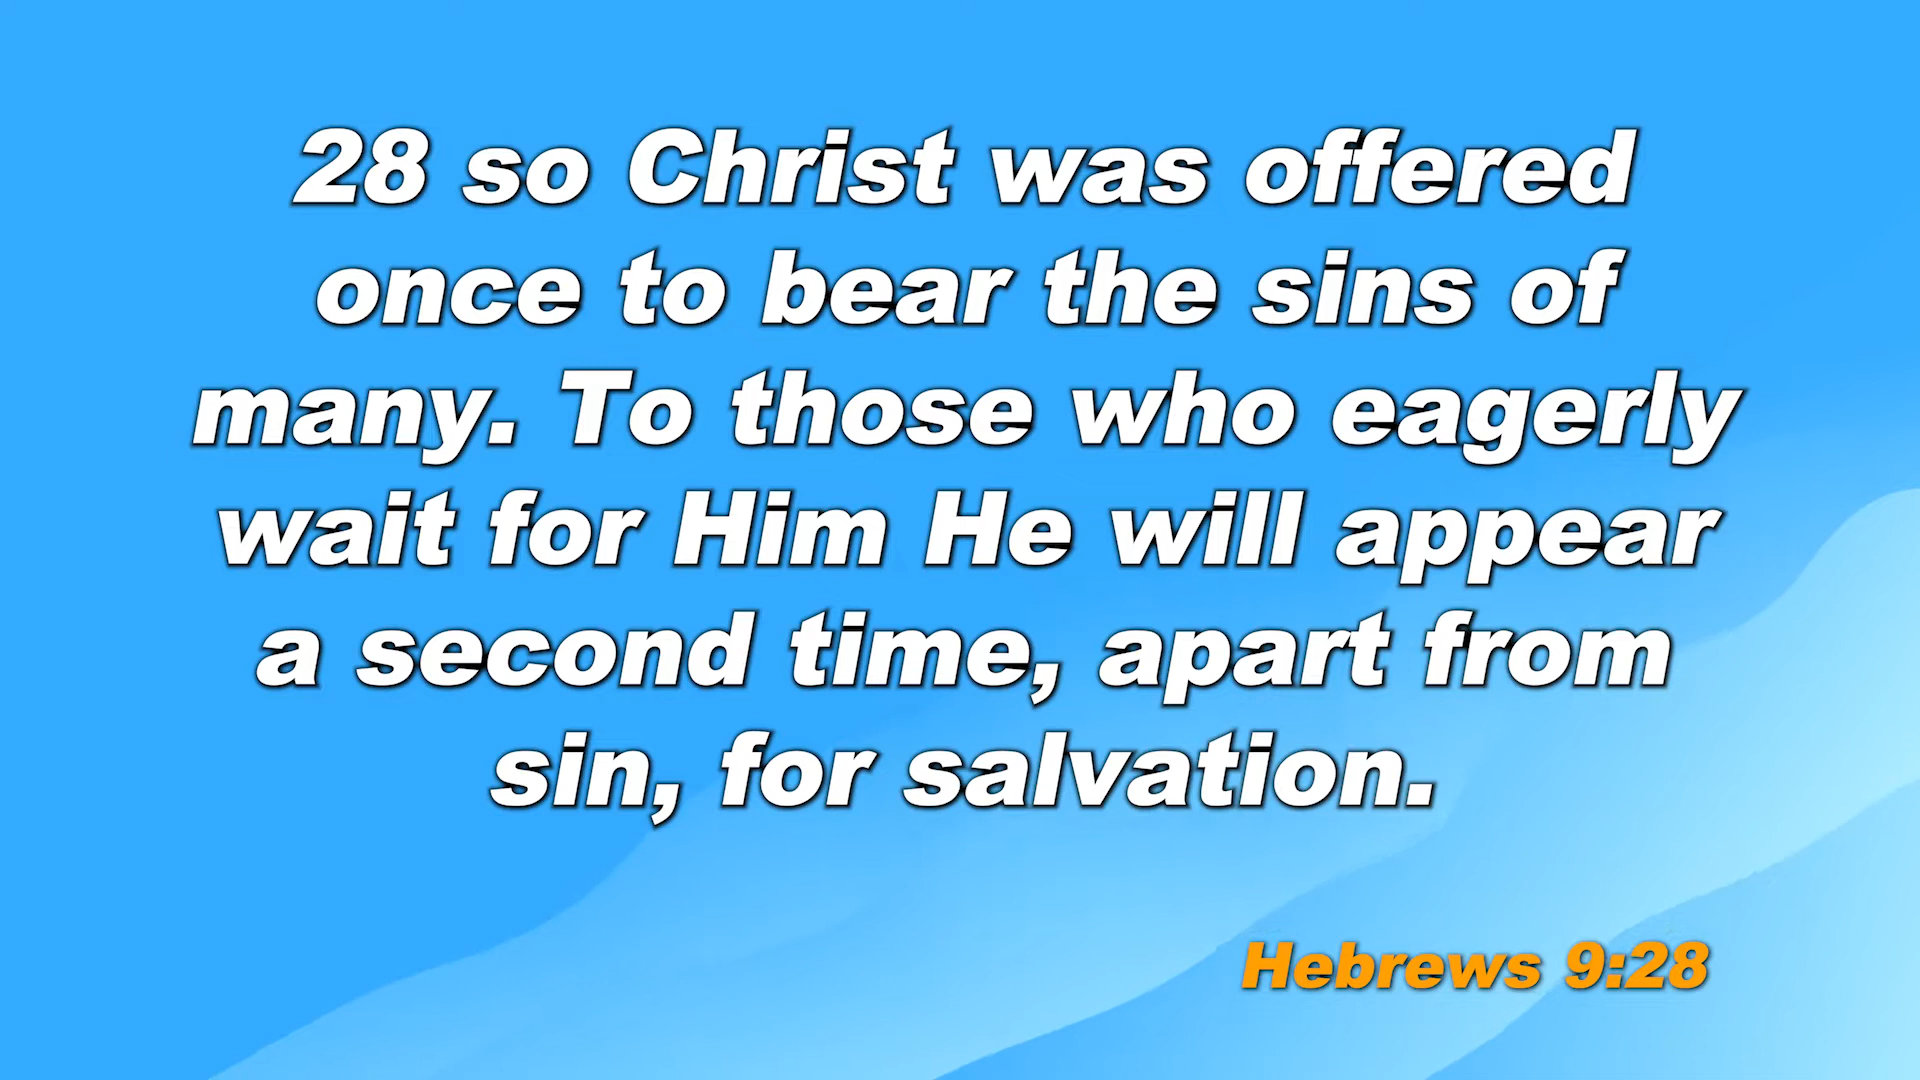 28 so Christ was offered
once to bear the sins of
many. To those who eagerly
wait for Him He will appear
a second time, apart from
sin, for salvation.
Hebrews 9:28